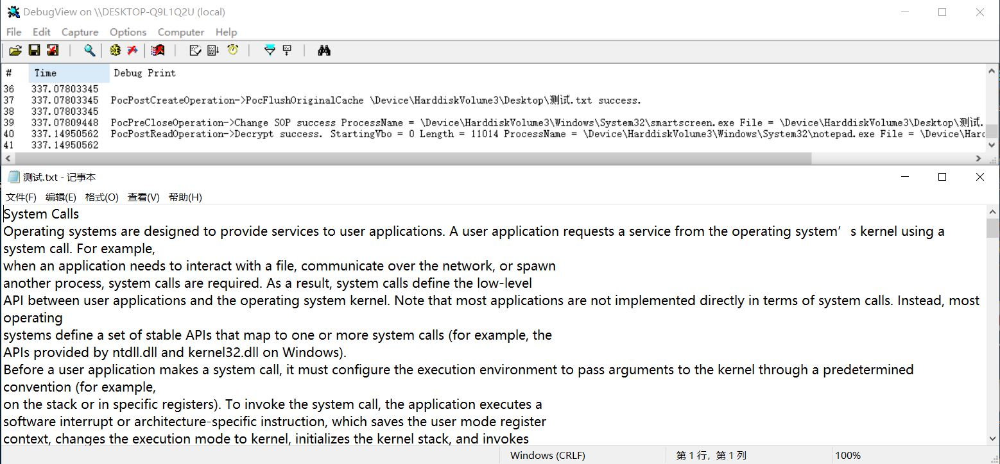 DebugView on \\DESKTOP-Q9L1Q2U (local)
File Edit Capture Options Computer Help
# Time Debug Print
36 337.07803345
37 337.07803345 PocPostCreateOperation->PocFlushOriginalCache \Device\HarddiskVolume3\Desktop\测试.txt success.
38 337.07803345
39 337.07809448 PocPreCloseOperation->Change SOP success ProcessName = \Device\HarddiskVolume3\Windows\System32\smartscreen.exe File = \Device\HarddiskVolume3\Desktop\测试.
40 337.14950562 PocPostReadOperation->Decrypt success. StartingVbo = 0 Length = 11014 ProcessName = \Device\HarddiskVolume3\Windows\System32\notepad.exe File = \Device\Harc
41 337.14950562
测试.txt - 记事本
文件(F) 编辑(E) 格式(O) 查看(V) 帮助(H)
System Calls
Operating systems are designed to provide services to user applications. A user application requests a service from the operating system’s kernel using a
system call. For example,
when an application needs to interact with a file, communicate over the network, or spawn
another process, system calls are required. As a result, system calls define the low-level
API between user applications and the operating system kernel. Note that most applications are not implemented directly in terms of system calls. Instead, most
operating
systems define a set of stable APIs that map to one or more system calls (for example, the
APIs provided by ntdll.dll and kernel32.dll on Windows).
Before a user application makes a system call, it must configure the execution environment to pass arguments to the kernel through a predetermined
convention (for example,
on the stack or in specific registers). To invoke the system call, the application executes a
software interrupt or architecture-specific instruction, which saves the user mode register
context, changes the execution mode to kernel, initializes the kernel stack, and invokes
Windows (CRLF) 第 1 行，第 1 列 100%